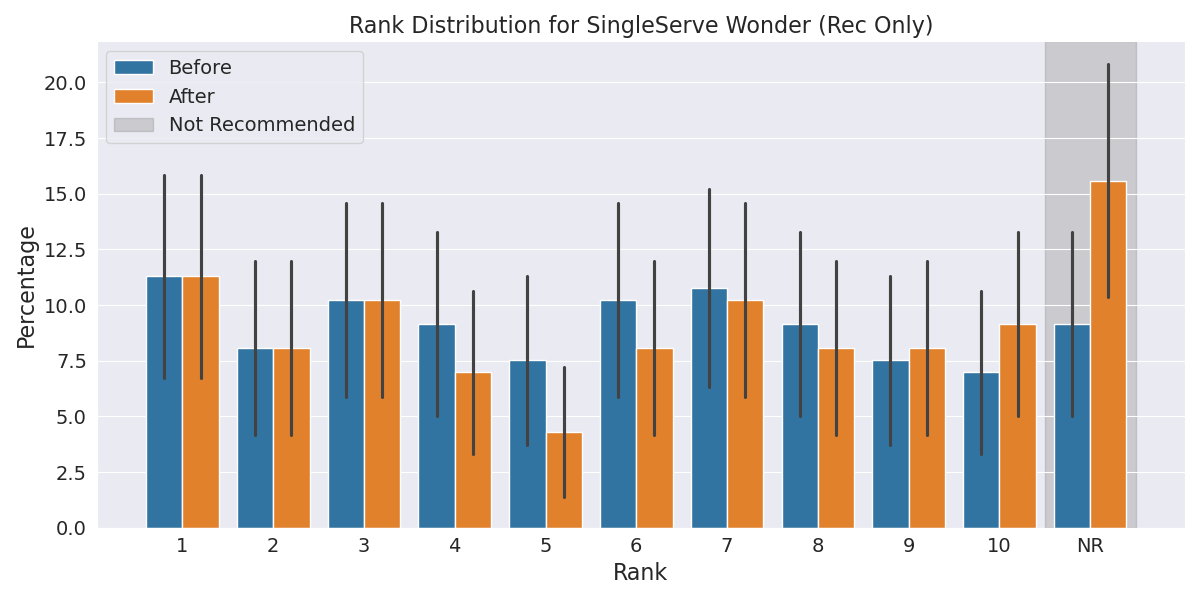 Rank Distribution for SingleServe Wonder (Rec Only)
Before
After
Not Recommended
Percentage
20.0
17.5
15.0
12.5
10.0
7.5
5.0
2.5
0.0
1 2 3 4 5 6 7 8 9 10 NR
Rank